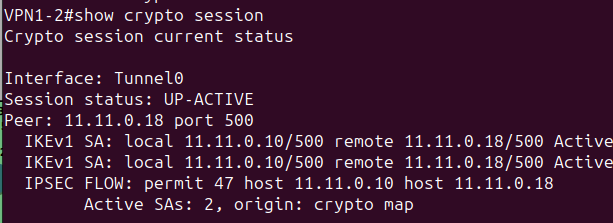 VPN1-2#show crypto session
Crypto session current status

Interface: Tunnel0
Session status: UP-ACTIVE
Peer: 11.11.0.18 port 500
  IKEv1 SA: local 11.11.0.10/500 remote 11.11.0.18/500 Active
  IKEv1 SA: local 11.11.0.10/500 remote 11.11.0.18/500 Active
  IPSEC FLOW: permit 47 host 11.11.0.10 host 11.11.0.18
        Active SAs: 2, origin: crypto map